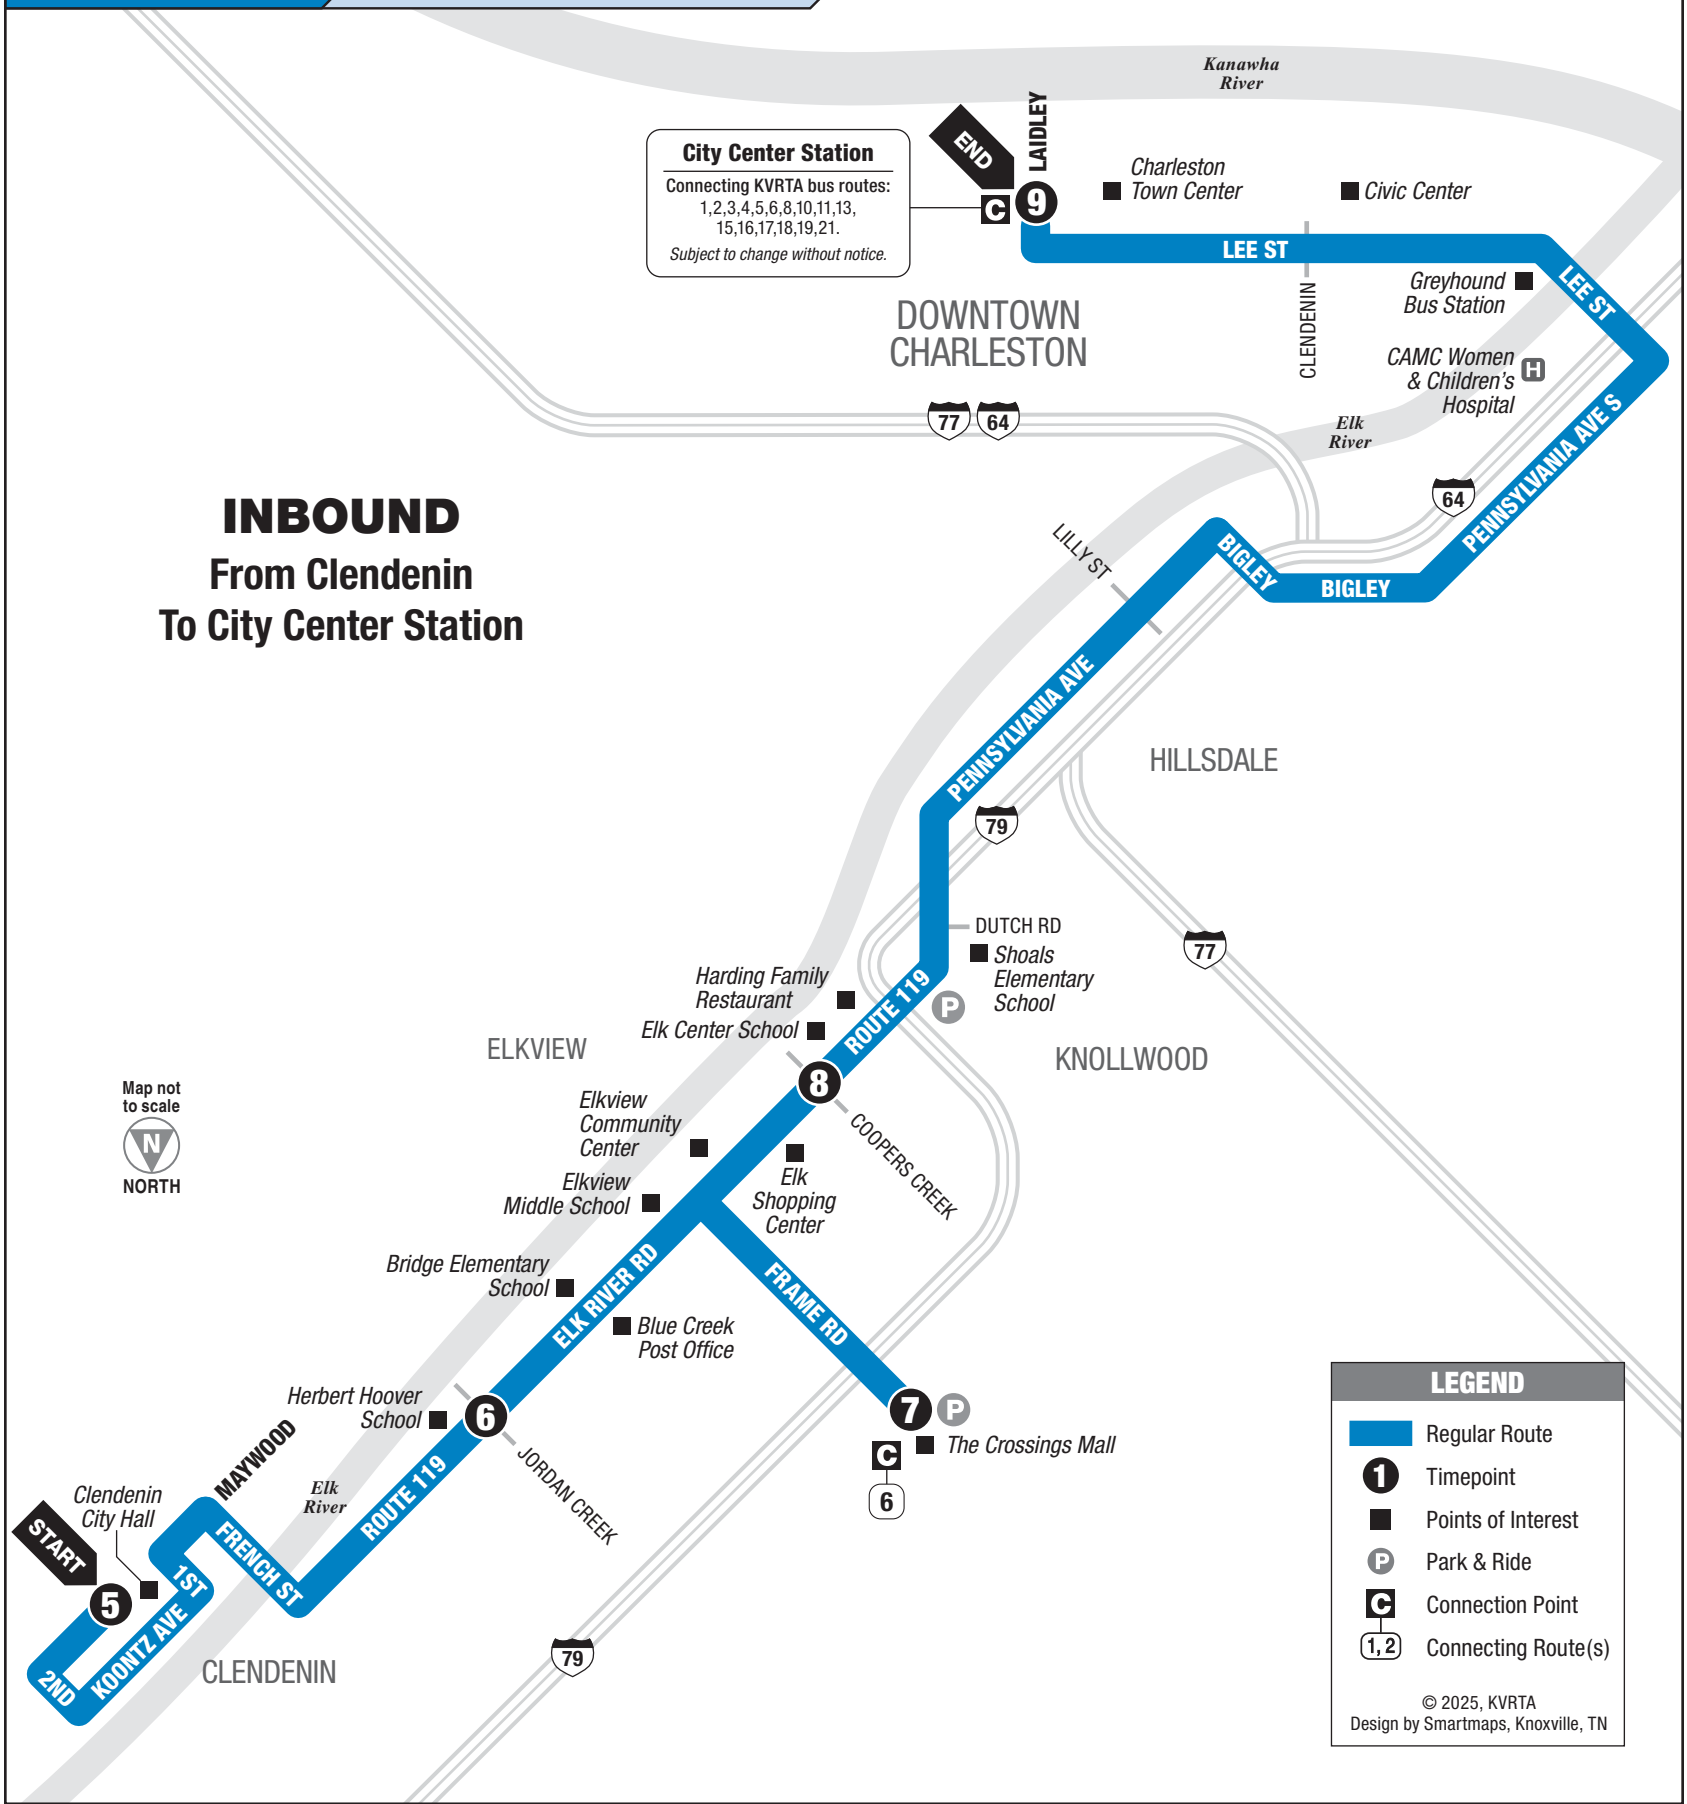 Kanawha
River
LAIDLEY
END
City Center Station
Connecting KVRTA bus routes:
1,2,3,4,5,6,8,10,11,13,
15,16,17,18,19,21.
Subject to change without notice.
C
9
Charleston
Town Center
Civic Center
LEE ST
LEE ST
CLENDENIN
Greyhound
Bus Station
DOWNTOWN
CHARLESTON
CAMC Women
& Children's
Hospital
H
77
64
Elk
River
PENNSYLVANIA AVE S
64
INBOUND
From Clendenin
To City Center Station
LILLY ST
BIGLEY
BIGLEY
PENNSYLVANIA AVE
HILLSDALE
79
DUTCH RD
77
Shoals
Elementary
School
Harding Family
Restaurant
ROUTE 119
P
Elk Center School
ELKVIEW
KNOLLWOOD
8
Map not
to scale
N
NORTH
Elkview
Community
Center
COOPERS CREEK
Elk
Shopping
Center
Elkview
Middle School
Bridge Elementary
School
ELK RIVER RD
FRAME RD
Blue Creek
Post Office
Herbert Hoover
School
6
7
P
The Crossings Mall
C
6
MAYWOOD
JORDAN CREEK
ROUTE 119
Elk
River
Clendenin
City Hall
START
5
FRENCH ST
1ST
KOONTZ AVE
2ND
CLENDENIN
79
LEGEND
Regular Route
1
Timepoint
Points of Interest
P
Park & Ride
C
Connection Point
1, 2
Connecting Route(s)
© 2025, KVRTA
Design by Smartmaps, Knoxville, TN